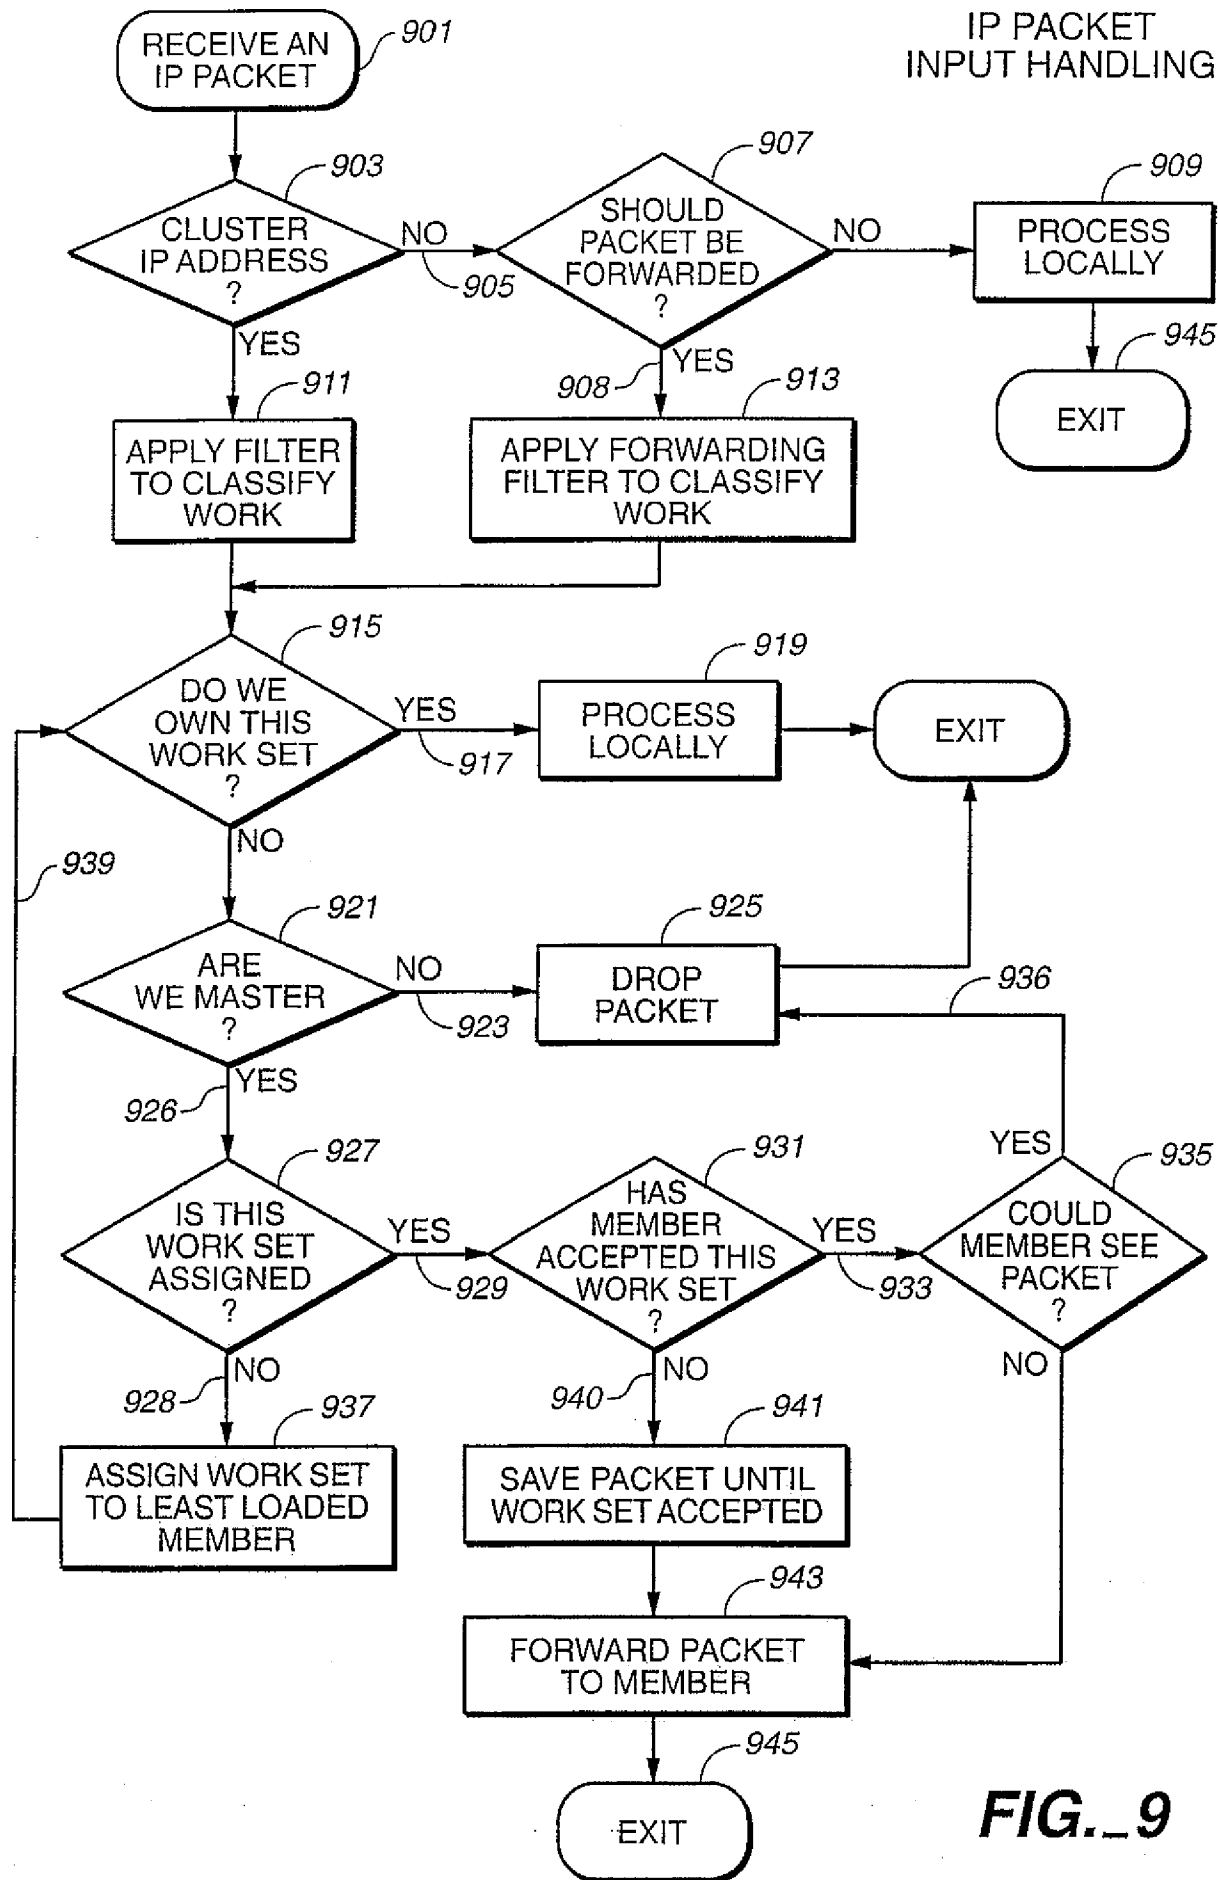 IP PACKET
INPUT HANDLING
RECEIVE AN
IP PACKET
901
903
CLUSTER
IP ADDRESS
?
NO
905
YES
907
SHOULD
PACKET BE
FORWARDED
?
NO
908
YES
909
PROCESS
LOCALLY
945
EXIT
911
APPLY FILTER
TO CLASSIFY
WORK
913
APPLY FORWARDING
FILTER TO CLASSIFY
WORK
915
DO WE
OWN THIS
WORK SET
?
YES
917
NO
919
PROCESS
LOCALLY
EXIT
939
921
ARE
WE MASTER
?
NO
923
925
DROP
PACKET
936
926
YES
927
IS THIS
WORK SET
ASSIGNED
?
YES
929
931
HAS
MEMBER
ACCEPTED THIS
WORK SET
?
YES
933
YES
935
COULD
MEMBER SEE
PACKET
?
NO
928
NO
937
ASSIGN WORK SET
TO LEAST LOADED
MEMBER
940
NO
941
SAVE PACKET UNTIL
WORK SET ACCEPTED
943
FORWARD PACKET
TO MEMBER
945
EXIT
FIG._9